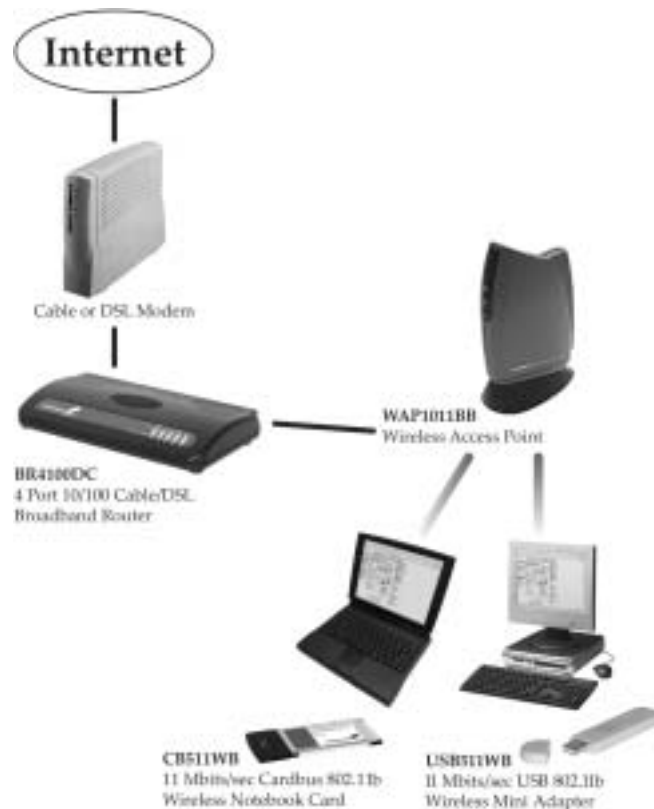 Internet
Cable or DSL Modem
WAP1011BB
Wireless Access Point
BR4100DC
4 Port 10/100 Cable/DSL
Broadband Router
CB511WB
11 Mbits/sec Cardbus 802.11b
Wireless Notebook Card
USB511WB
11 Mbits/sec USB 802.11b
Wireless Mini Adapter